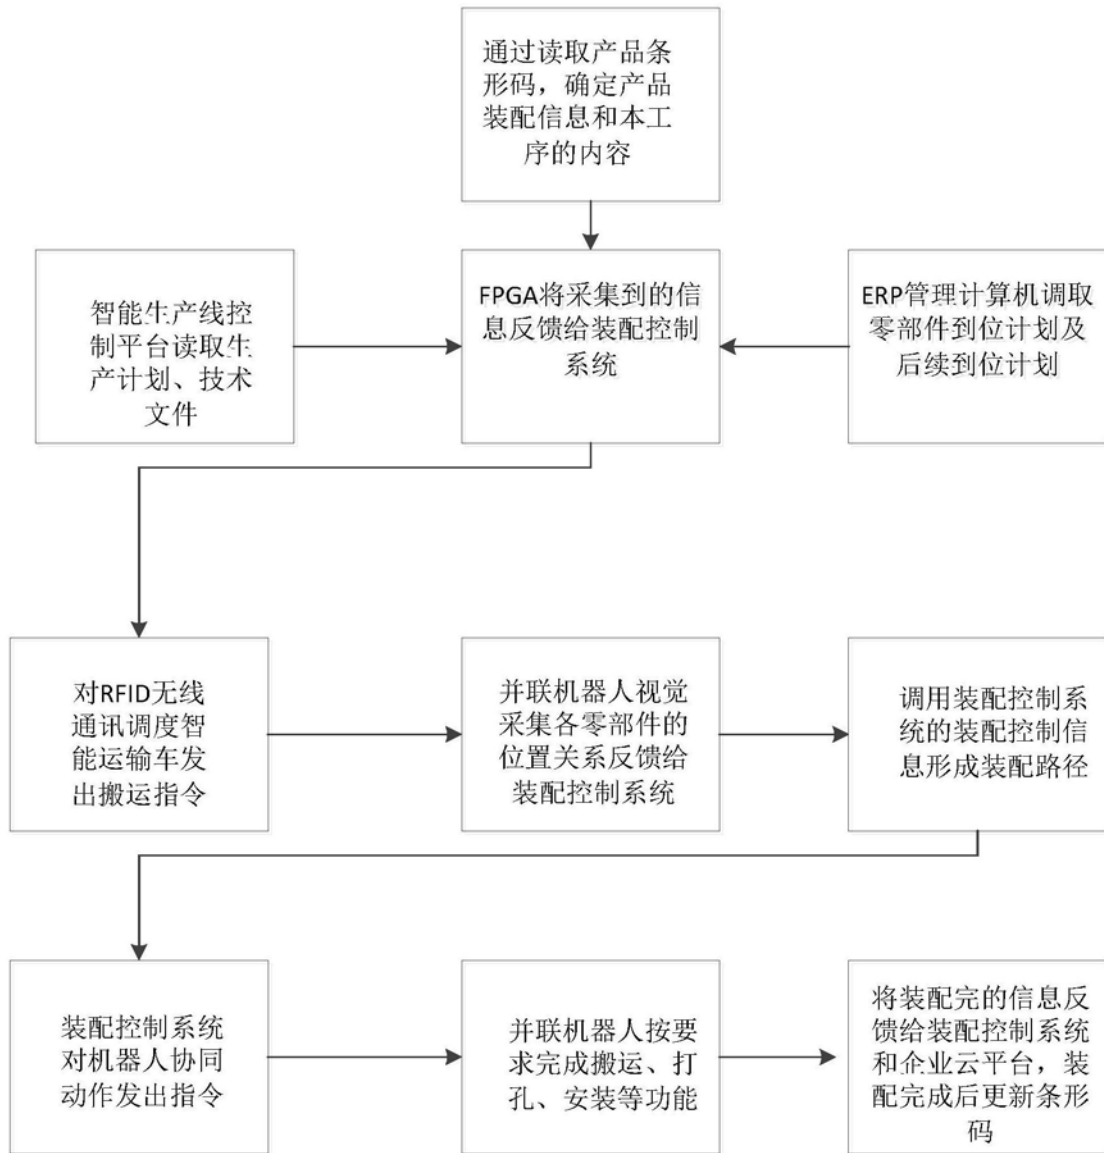 通过读取产品条
形码，确定产品
装配信息和本工
序的内容
智能生产线控
制平台读取生
产计划、技术
文件
FPGA将采集到的信
息反馈给装配控制
系统
ERP管理计算机调取
零部件到位计划及
后续到位计划
对RFID无线
通讯调度智
能运输车发
出搬运指令
并联机器人视觉
采集各零部件的
位置关系反馈给
装配控制系统
调用装配控制系
统的装配控制信
息形成装配路径
装配控制系统
对机器人协同
动作发出指令
并联机器人按要
求完成搬运、打
孔、安装等功能
将装配完的信息反
馈给装配控制系统
和企业云平台，装
配完成后更新条形
码